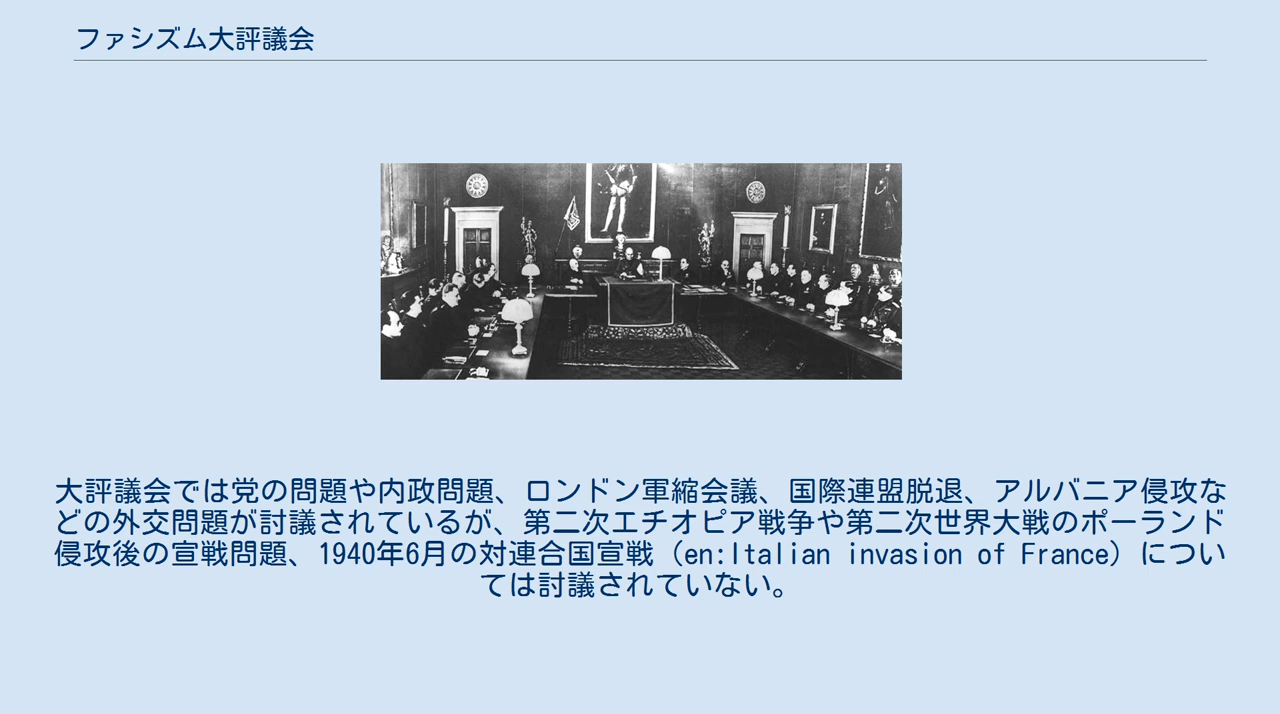 ファシズム大評議会
大評議会では党の問題や内政問題、ロンドン軍縮会議、国際連盟脱退、アルバニア侵攻な
どの外交問題が討議されているが、第二次エチオピア戦争や第二次世界大戦のポーランド
侵攻後の宣戦問題、1940年6月の対連合国宣戦（en:Italian invasion of France）につい
ては討議されていない。